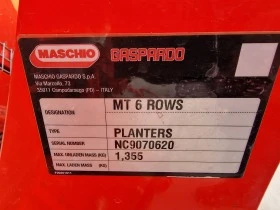 MASCHIO GASPARDO
MASCHIO GASPARDO S.p.A.
Via Marcello, 73
35011 Campodarsego (PD) – ITALY
DESIGNATION MT 6 ROWS
TYPE PLANTERS
SERIAL NUMBER NC9070620
MAX. UNLADEN MASS (KG) 1,355
MAX. LADEN MASS (KG)